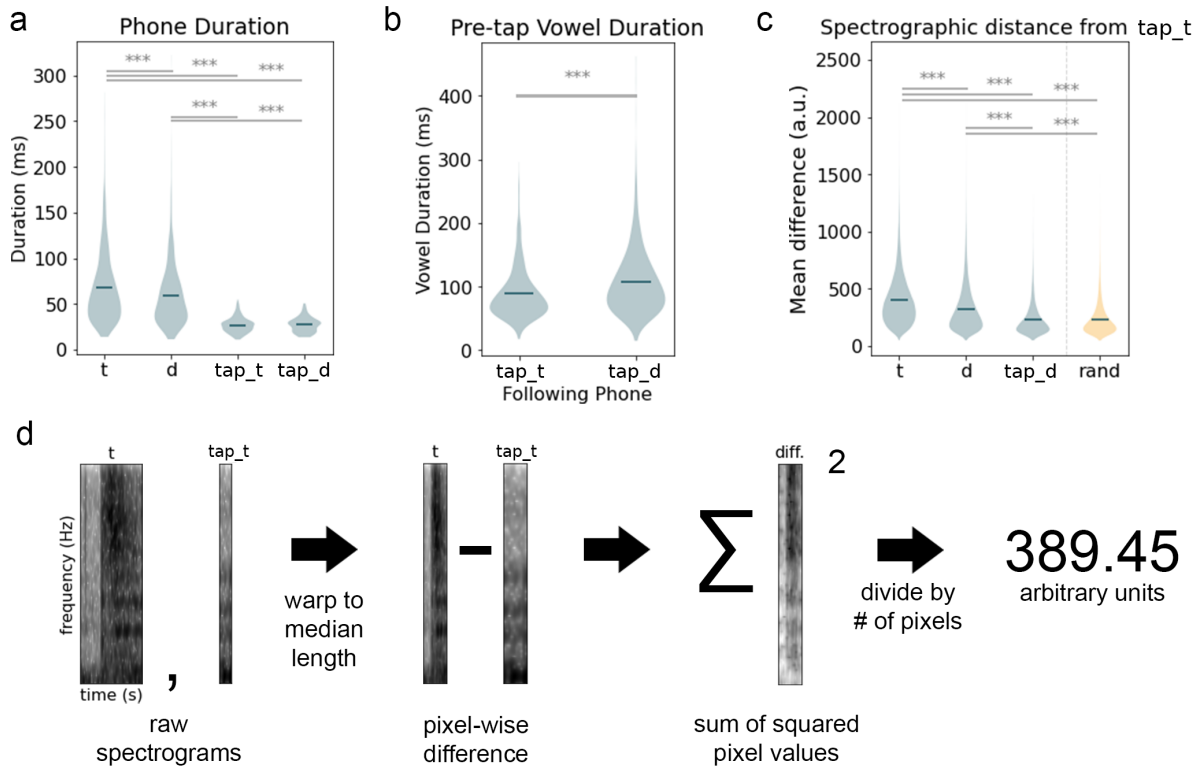 a
Phone Duration
***
***
***
***
***
300
250
200
150
100
50
0
Duration (ms)
t
d
tap_t
tap_d
b
Pre-tap Vowel Duration
***
400
300
200
100
0
Vowel Duration (ms)
tap_t
tap_d
Following Phone
c
Spectrographic distance from tap_t
***
***
***
***
***
2500
2000
1500
1000
500
0
Mean difference (a.u.)
t
d
tap_d
rand
d
t
tap_t
frequency (Hz)
time (s)
,
raw
spectrograms
warp to
median
length
t
tap_t
–
pixel-wise
difference
diff.
2
∑
sum of squared
pixel values
divide by
# of pixels
389.45
arbitrary units